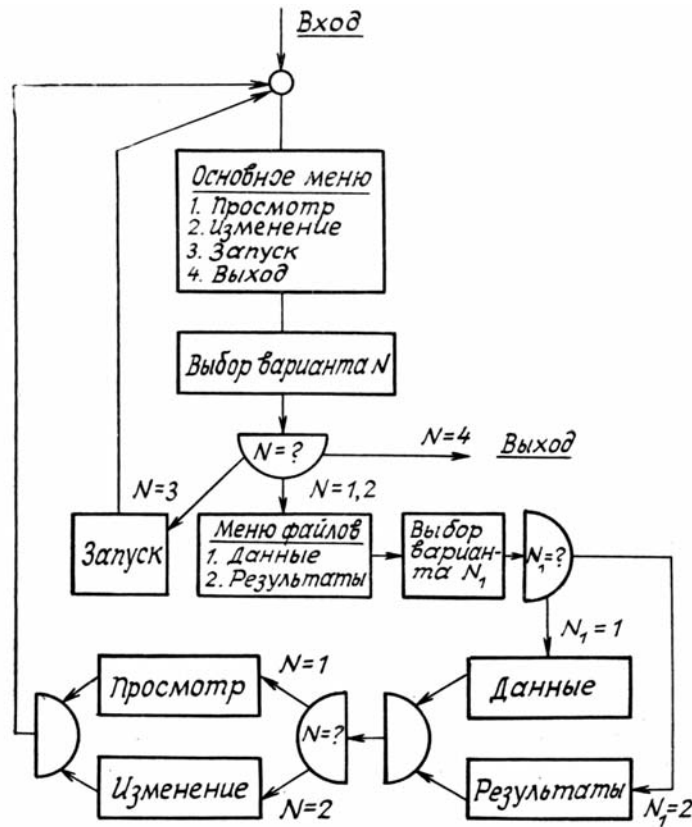 Вход
Основное меню
1. Просмотр
2. Изменение
3. Запуск
4. Выход
Выбор варианта N
N=?
N=4
Выход
N=3
N=1,2
Запуск
Меню файлов
1. Данные
2. Результаты
Выбор
вариан-
та N₁
N₁=?
N₁=1
Данные
Результаты
N₁=2
N=?
N=1
Просмотр
N=2
Изменение